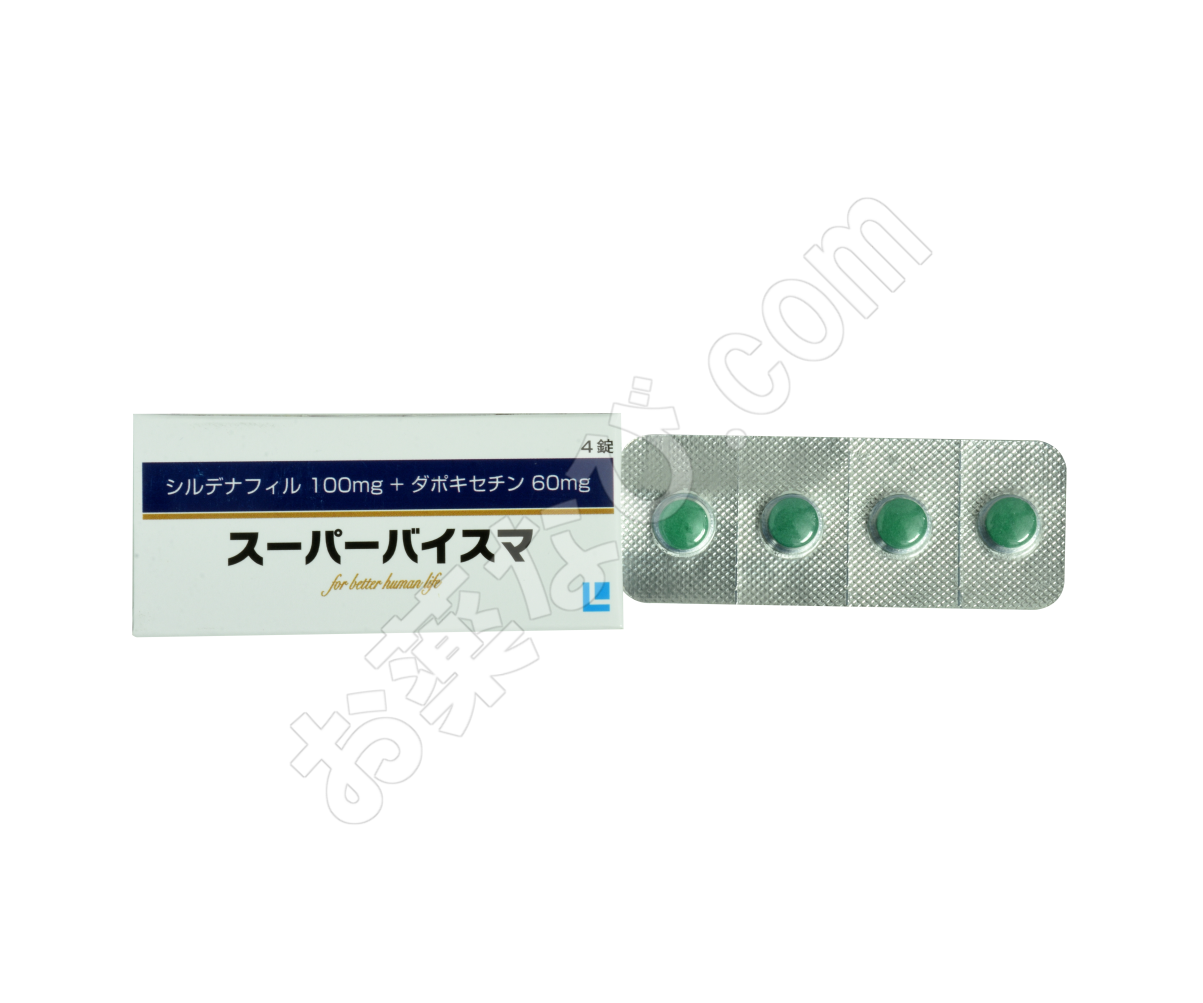 4錠
シルデナフィル 100mg + ダポキセチン 60mg
スーパーバイスマ
for better human life
お薬なび.com